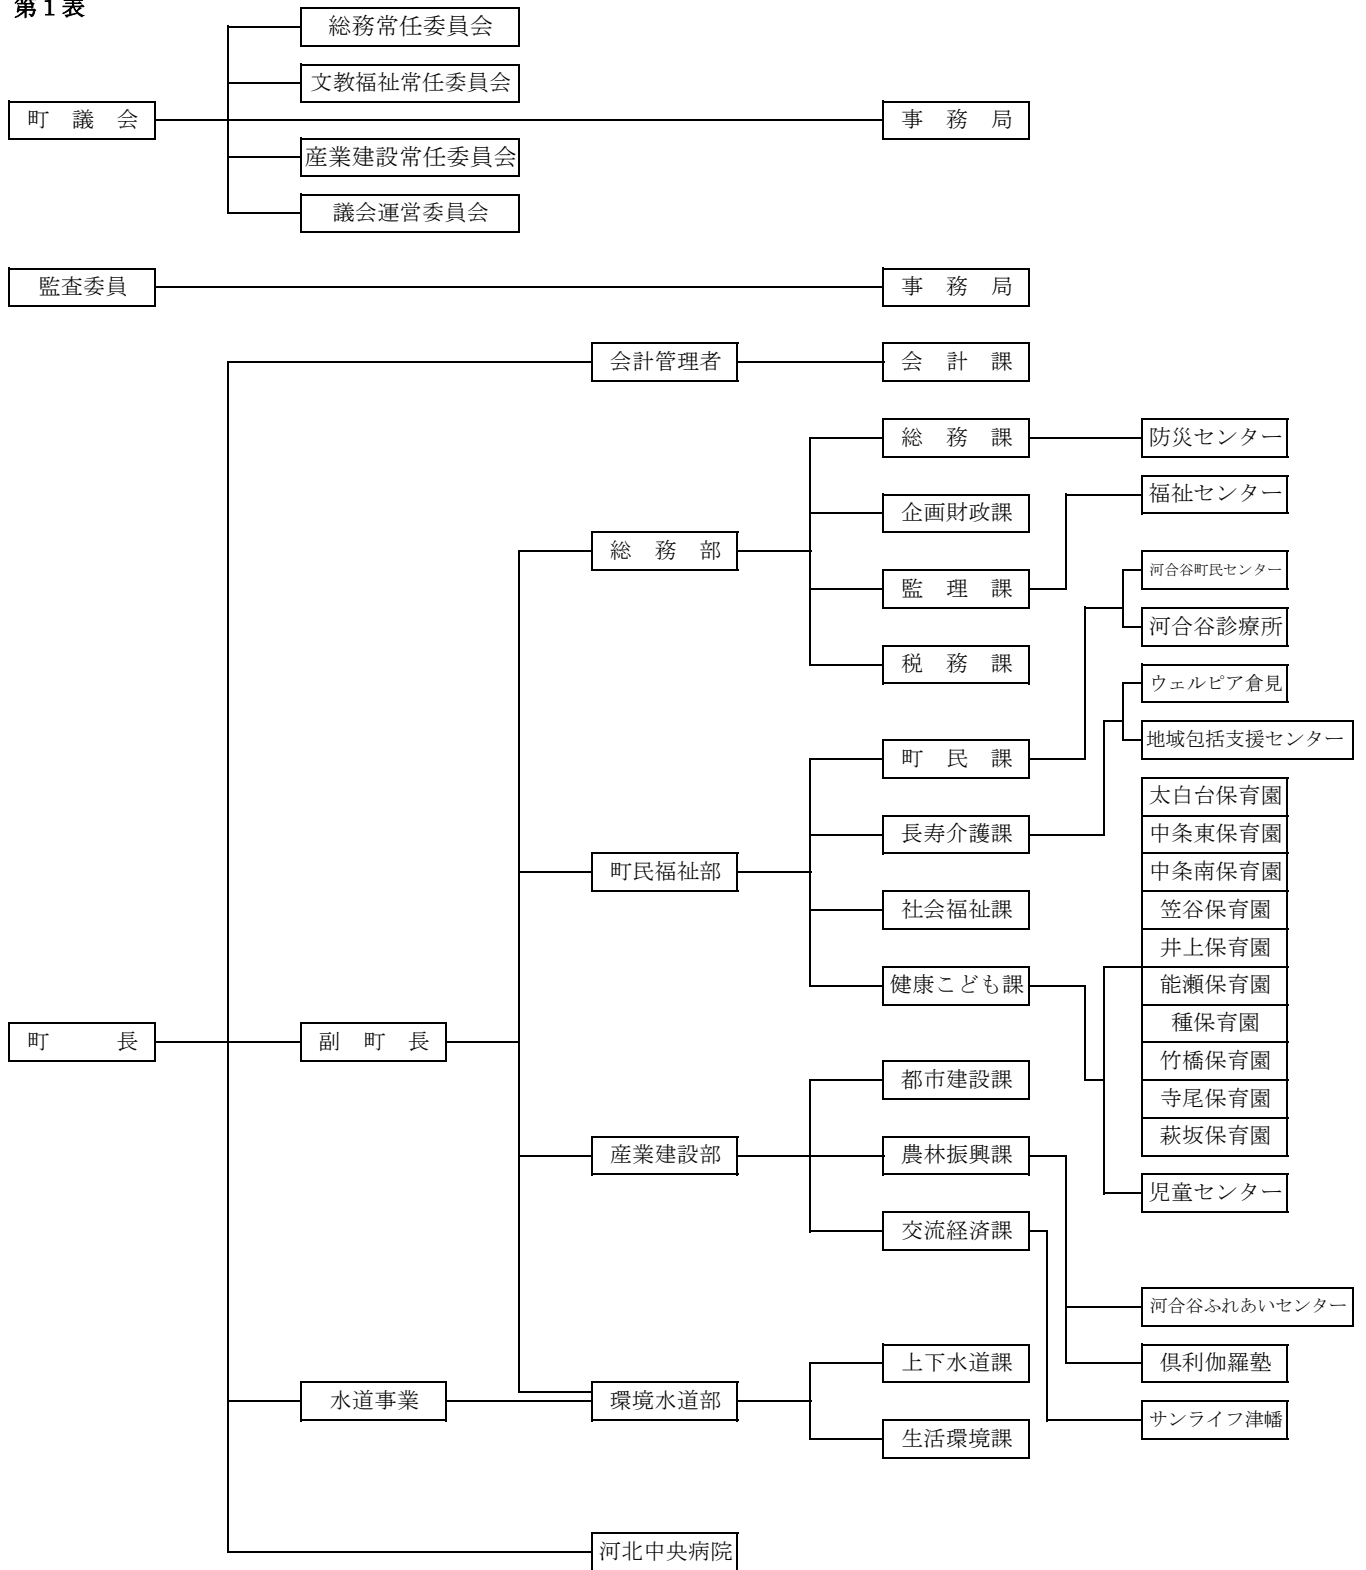 第１表
総務常任委員会
文教福祉常任委員会
町　議　会
事　務　局
産業建設常任委員会
議会運営委員会
監査委員
事　務　局
会計管理者
会　計　課
総　務　課
防災センター
福祉センター
企画財政課
総　務　部
河合谷町民センター
監　理　課
河合谷診療所
税　務　課
ウェルピア倉見
地域包括支援センター
町　民　課
太白台保育園
長寿介護課
中条東保育園
町民福祉部
中条南保育園
社会福祉課
笠谷保育園
井上保育園
健康こども課
能瀬保育園
種保育園
町　　　長
副　町　長
竹橋保育園
都市建設課
寺尾保育園
萩坂保育園
産業建設部
農林振興課
児童センター
交流経済課
河合谷ふれあいセンター
上下水道課
倶利伽羅塾
水道事業
環境水道部
サンライフ津幡
生活環境課
河北中央病院